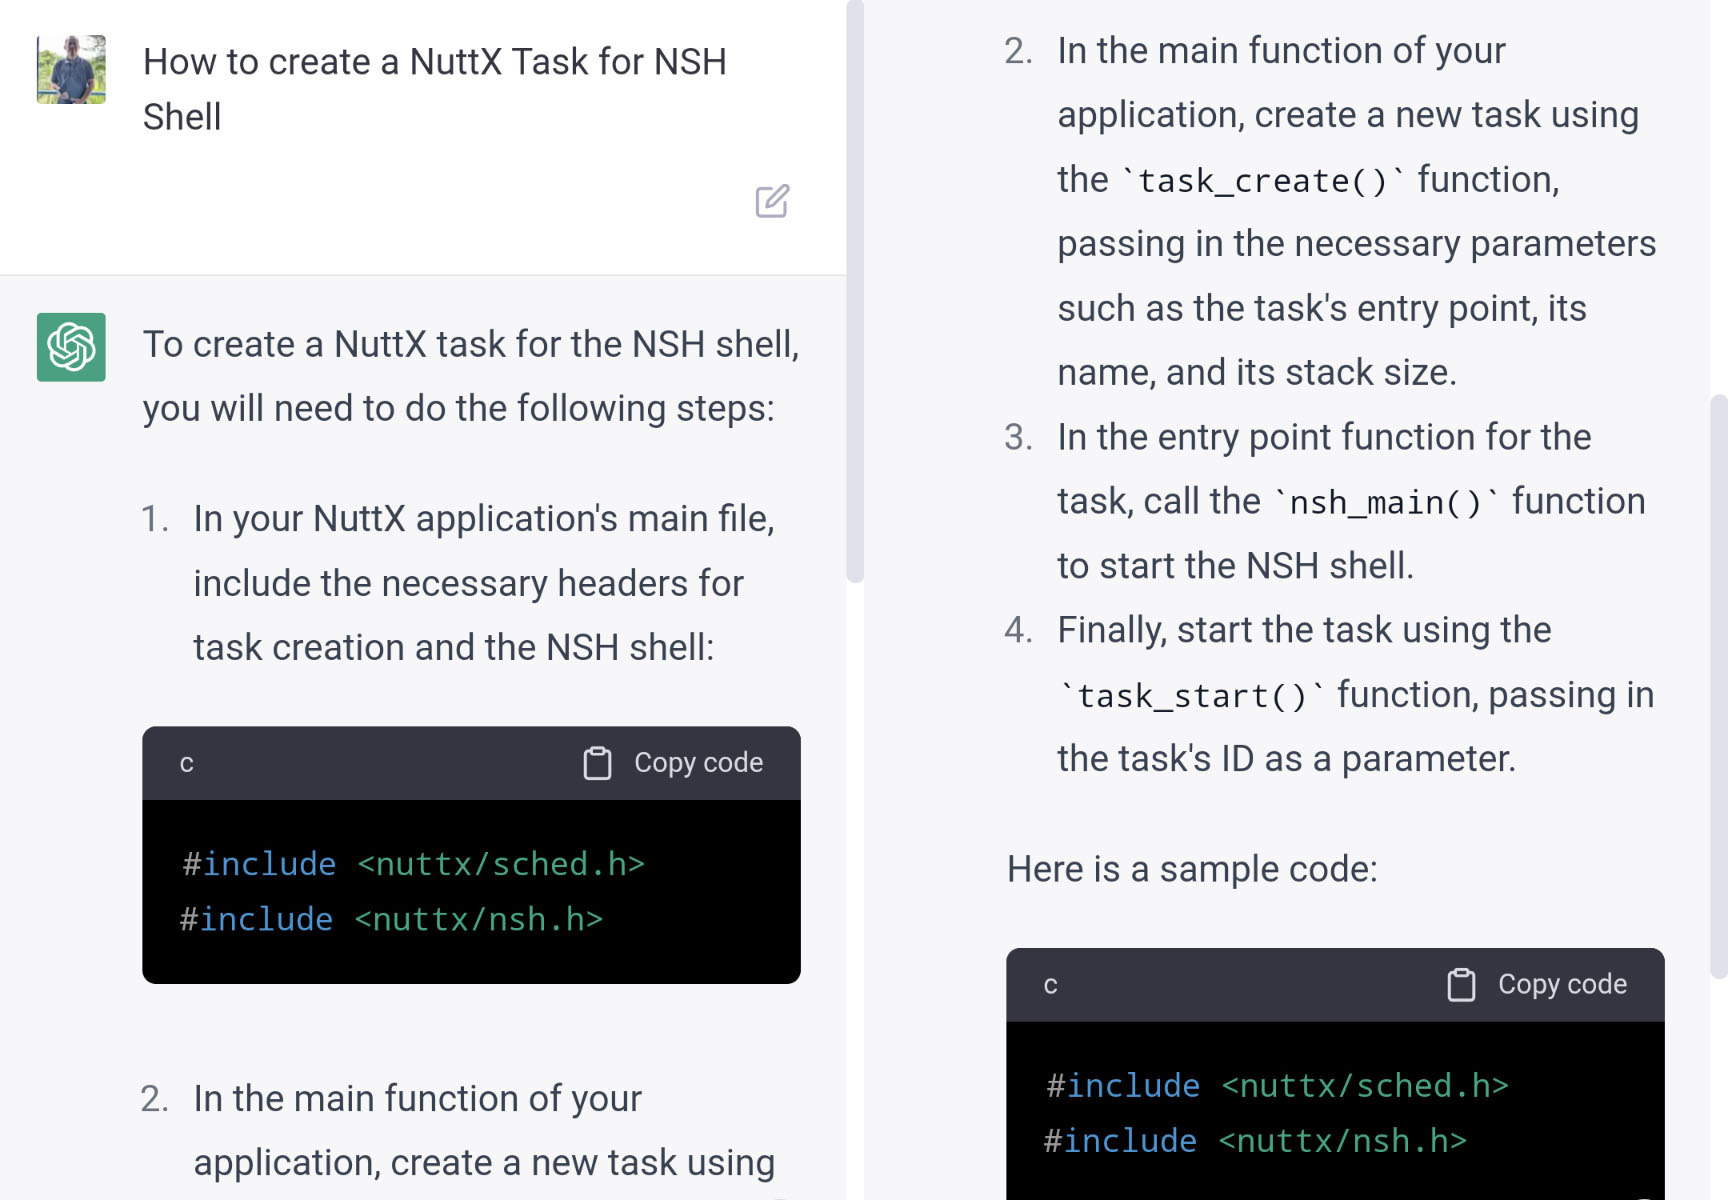 How to create a NuttX Task for NSH
Shell
To create a NuttX task for the NSH shell,
you will need to do the following steps:
1. In your NuttX application's main file,
include the necessary headers for
task creation and the NSH shell:
c Copy code
#include <nuttx/sched.h>
#include <nuttx/nsh.h>
2. In the main function of your
application, create a new task using
2. In the main function of your
application, create a new task using
the `task_create()` function,
passing in the necessary parameters
such as the task's entry point, its
name, and its stack size.
3. In the entry point function for the
task, call the `nsh_main()` function
to start the NSH shell.
4. Finally, start the task using the
`task_start()` function, passing in
the task's ID as a parameter.
Here is a sample code:
c Copy code
#include <nuttx/sched.h>
#include <nuttx/nsh.h>